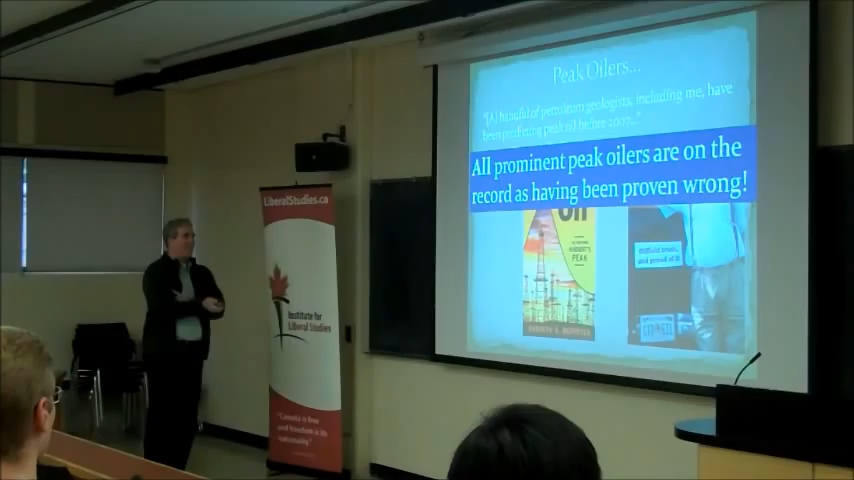 Peak Oilers...
"[A] handful of petroleum geologists, including me, have
been predicting peak oil before 2007..."
All prominent peak oilers are on the
record as having been proven wrong!
Oil
PEAK
LiberalStudies.ca
Institute for
Liberal Studies
"Canada is free
and freedom is its
nationality."